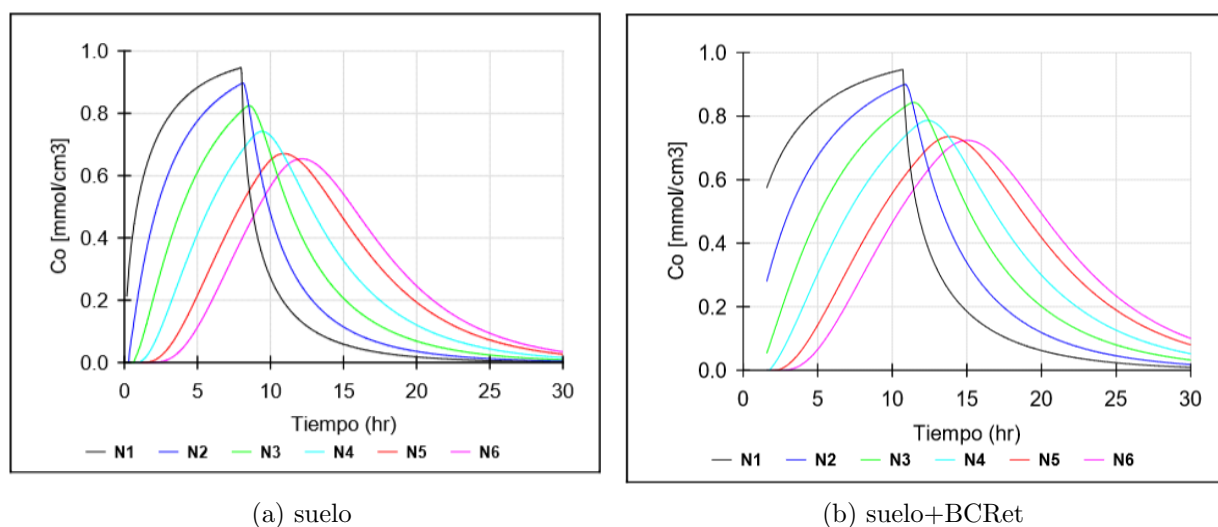 1.0
0.8
0.6
0.4
0.2
0.0
Co [mmol/cm3]
0 5 10 15 20 25 30
Tiempo (hr)
N1 N2 N3 N4 N5 N6
(a) suelo
1.0
0.8
0.6
0.4
0.2
0.0
Co [mmol/cm3]
0 5 10 15 20 25 30
Tiempo (hr)
N1 N2 N3 N4 N5 N6
(b) suelo+BCRet